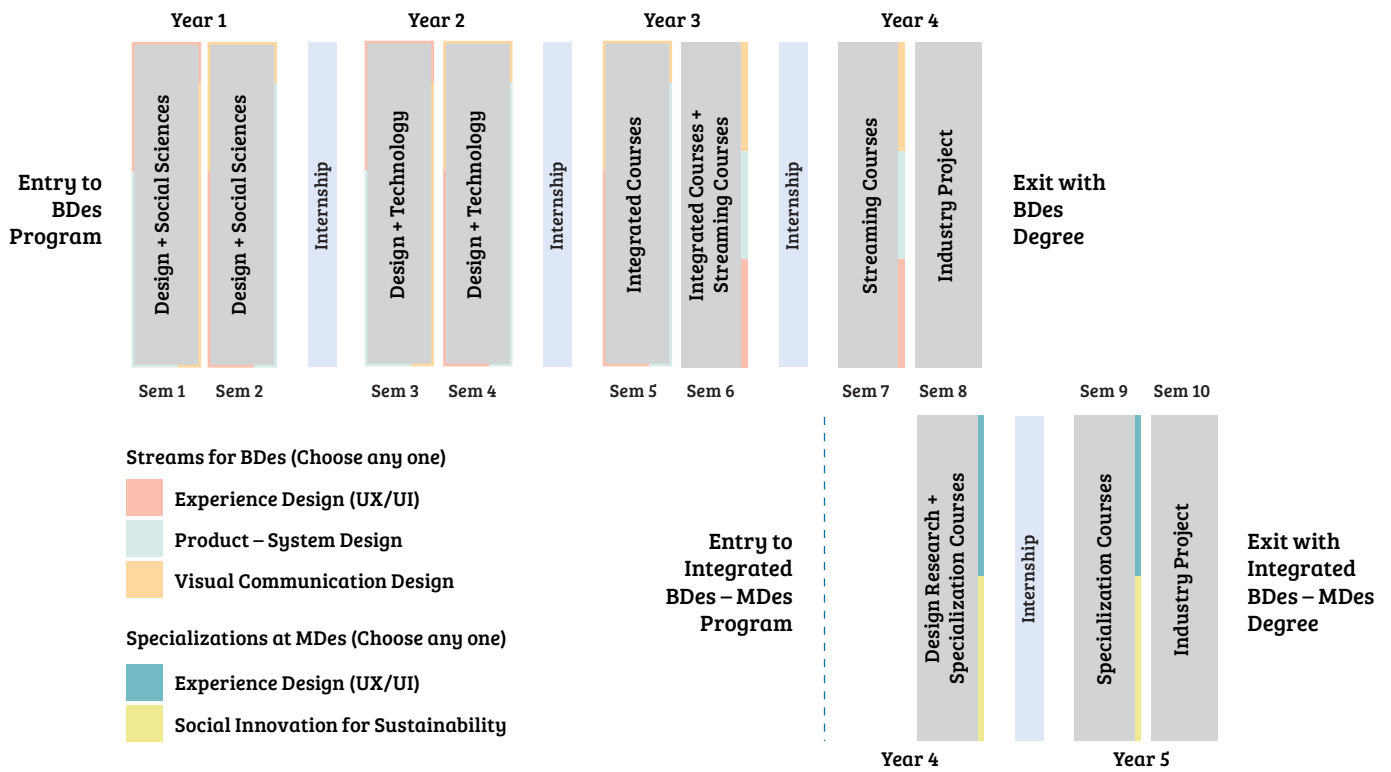 Year 1
Year 2
Year 3
Year 4
Entry to
BDes
Program
Design + Social Sciences
Design + Social Sciences
Internship
Design + Technology
Design + Technology
Internship
Integrated Courses
Integrated Courses +
Streaming Courses
Internship
Streaming Courses
Industry Project
Exit with
BDes
Degree
Sem 1
Sem 2
Sem 3
Sem 4
Sem 5
Sem 6
Sem 7
Sem 8
Sem 9
Sem 10
Streams for BDes (Choose any one)
Experience Design (UX/UI)
Product – System Design
Visual Communication Design
Specializations at MDes (Choose any one)
Experience Design (UX/UI)
Social Innovation for Sustainability
Entry to
Integrated
BDes – MDes
Program
Design Research +
Specialization Courses
Internship
Specialization Courses
Industry Project
Exit with
Integrated
BDes – MDes
Degree
Year 4
Year 5